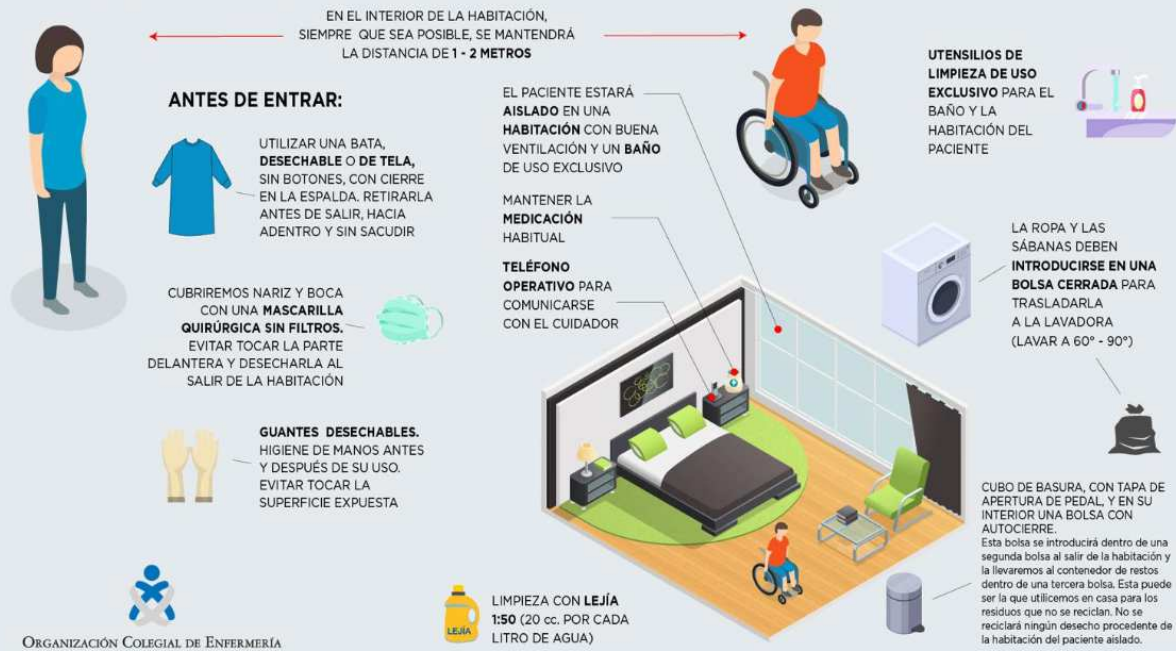 EN EL INTERIOR DE LA HABITACIÓN,
SIEMPRE QUE SEA POSIBLE, SE MANTENDRÁ
LA DISTANCIA DE 1 - 2 METROS
ANTES DE ENTRAR:
UTILIZAR UNA BATA,
DESECHABLE O DE TELA,
SIN BOTONES, CON CIERRE
EN LA ESPALDA. RETIRARLA
ANTES DE SALIR, HACIA
ADENTRO Y SIN SACUDIR
CUBRIREMOS NARIZ Y BOCA
CON UNA MASCARILLA
QUIRÚRGICA SIN FILTROS.
EVITAR TOCAR LA PARTE
DELANTERA Y DESECHARLA AL
SALIR DE LA HABITACIÓN
GUANTES DESECHABLES.
HIGIENE DE MANOS ANTES
Y DESPUÉS DE SU USO.
EVITAR TOCAR LA
SUPERFICIE EXPUESTA
ORGANIZACIÓN COLEGIAL DE ENFERMERÍA
EL PACIENTE ESTARÁ
AISLADO EN UNA
HABITACIÓN CON BUENA
VENTILACIÓN Y UN BAÑO
DE USO EXCLUSIVO
MANTENER LA
MEDICACIÓN
HABITUAL
TELÉFONO
OPERATIVO PARA
COMUNICARSE
CON EL CUIDADOR
LEJÍA
LIMPIEZA CON LEJÍA
1:50 (20 cc. POR CADA
LITRO DE AGUA)
UTENSILIOS DE
LIMPIEZA DE USO
EXCLUSIVO PARA EL
BAÑO Y LA
HABITACIÓN DEL
PACIENTE
LA ROPA Y LAS
SÁBANAS DEBEN
INTRODUCIRSE EN UNA
BOLSA CERRADA PARA
TRASLADARLA
A LA LAVADORA
(LAVAR A 60° - 90°)
CUBO DE BASURA, CON TAPA DE
APERTURA DE PEDAL, Y EN SU
INTERIOR UNA BOLSA CON
AUTOCIERRE.
Esta bolsa se introducirá dentro de una
segunda bolsa al salir de la habitación y
la llevaremos al contenedor de restos
dentro de una tercera bolsa. Esta puede
ser la que utilicemos en casa para los
residuos que no se reciclan. No se
reciclará ningún desecho procedente de
la habitación del paciente aislado.